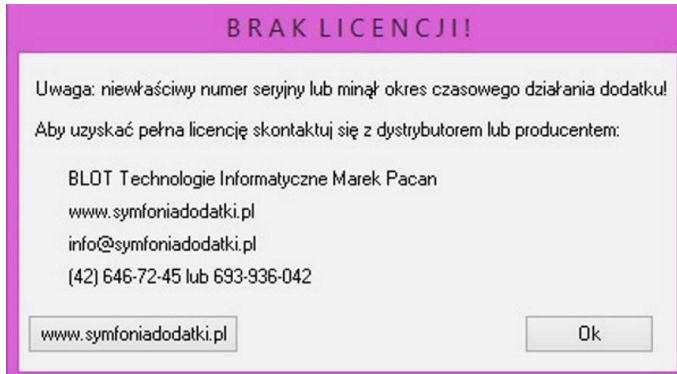 BRAK LICENCJI!
Uwaga: niewłaściwy numer seryjny lub minął okres czasowego działania dodatku!
Aby uzyskać pełna licencję skontaktuj się z dystrybutorem lub producentem:
BLOT Technologie Informatyczne Marek Pacan
www.symfoniadodatki.pl
info@symfoniadodatki.pl
(42) 646-72-45 lub 693-936-042
www.symfoniadodatki.pl
Ok